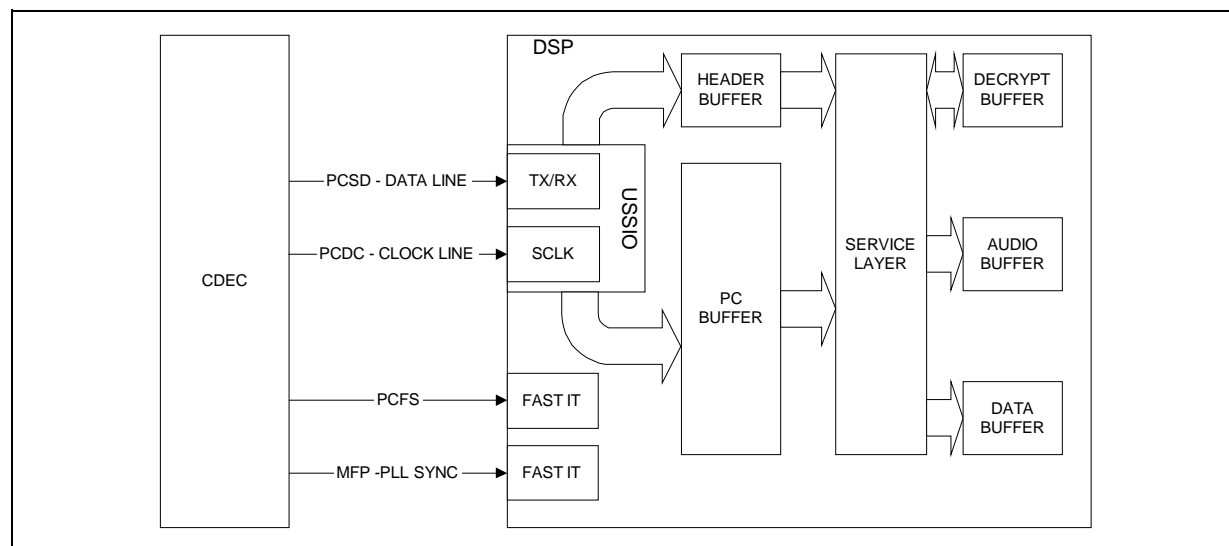 DSP
HEADER
BUFFER
DECRYPT
BUFFER
PCSD - DATA LINE
TX/RX
USSIO
PCDC - CLOCK LINE
SCLK
CDEC
SERVICE
LAYER
AUDIO
BUFFER
PC
BUFFER
PCFS
FAST IT
DATA
BUFFER
MFP -PLL SYNC
FAST IT